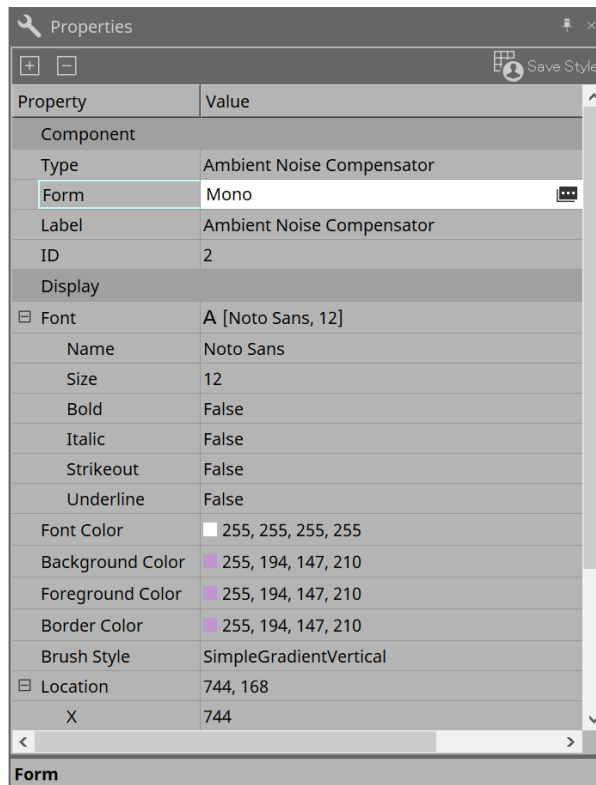 Properties
Save Style
Property Value
Component
Type Ambient Noise Compensator
Form Mono
Label Ambient Noise Compensator
ID 2
Display
Font A [Noto Sans, 12]
Name Noto Sans
Size 12
Bold False
Italic False
Strikeout False
Underline False
Font Color 255, 255, 255, 255
Background Color 255, 194, 147, 210
Foreground Color 255, 194, 147, 210
Border Color 255, 194, 147, 210
Brush Style SimpleGradientVertical
Location 744, 168
X 744
Form